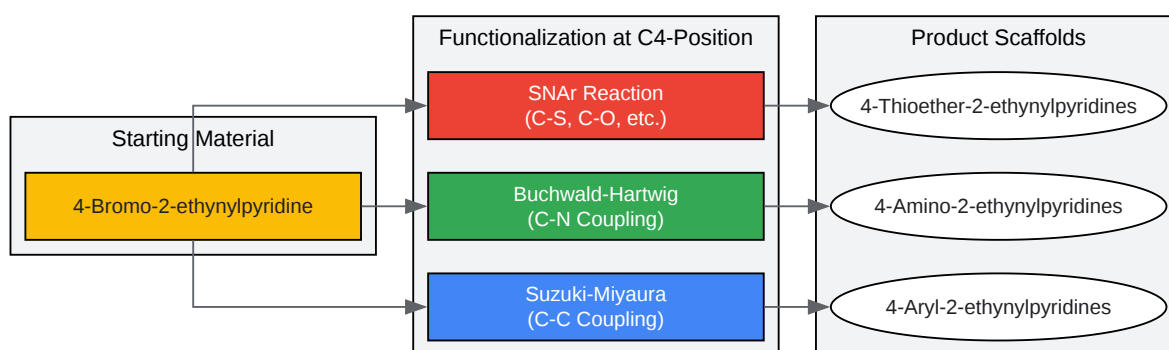 Functionalization at C4-Position
Product Scaffolds
SNAr Reaction
(C-S, C-O, etc.)
4-Thioether-2-ethynylpyridines
Starting Material
4-Bromo-2-ethynylpyridine
Buchwald-Hartwig
(C-N Coupling)
4-Amino-2-ethynylpyridines
Suzuki-Miyaura
(C-C Coupling)
4-Aryl-2-ethynylpyridines